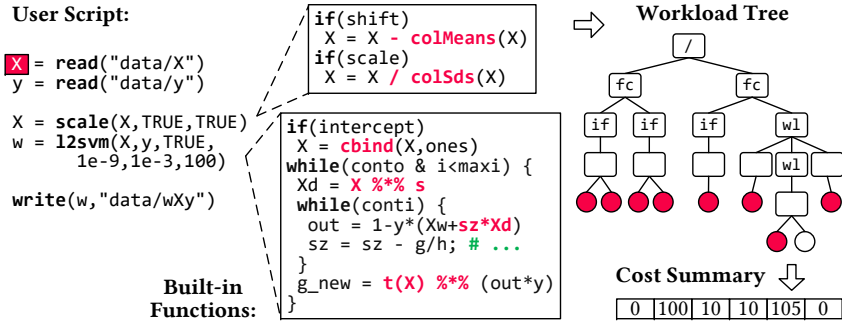 User Script:
X = read("data/X")
y = read("data/y")
X = scale(X,TRUE,TRUE)
w = l2svm(X,y,TRUE,
1e-9,1e-3,100)
write(w,"data/wXy")
Built-in
Functions:
if(shift)
X = X - colMeans(X)
if(scale)
X = X / colSds(X)
if(intercept)
X = cbind(X,ones)
while(conto & i<maxi) {
Xd = X %*% s
while(conti) {
out = 1-y*(Xw+sz*Xd)
sz = sz - g/h; # ...
}
g_new = t(X) %*% (out*y)
}
Workload Tree
/
fc fc
if if if wl
wl
Cost Summary
0 100 10 10 105 0